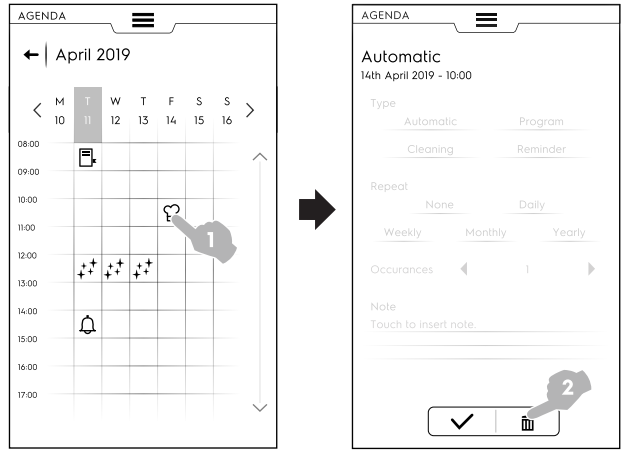 AGENDA
April 2019
M T W T F S S
10 11 12 13 14 15 16
08:00
09:00
10:00
11:00
12:00
13:00
14:00
15:00
16:00
17:00
1
AGENDA
Automatic
14th April 2019 - 10:00
Type
Automatic Program
Cleaning Reminder
Repeat
None Daily
Weekly Monthly Yearly
Occurances 1
Note
Touch to insert note.
2